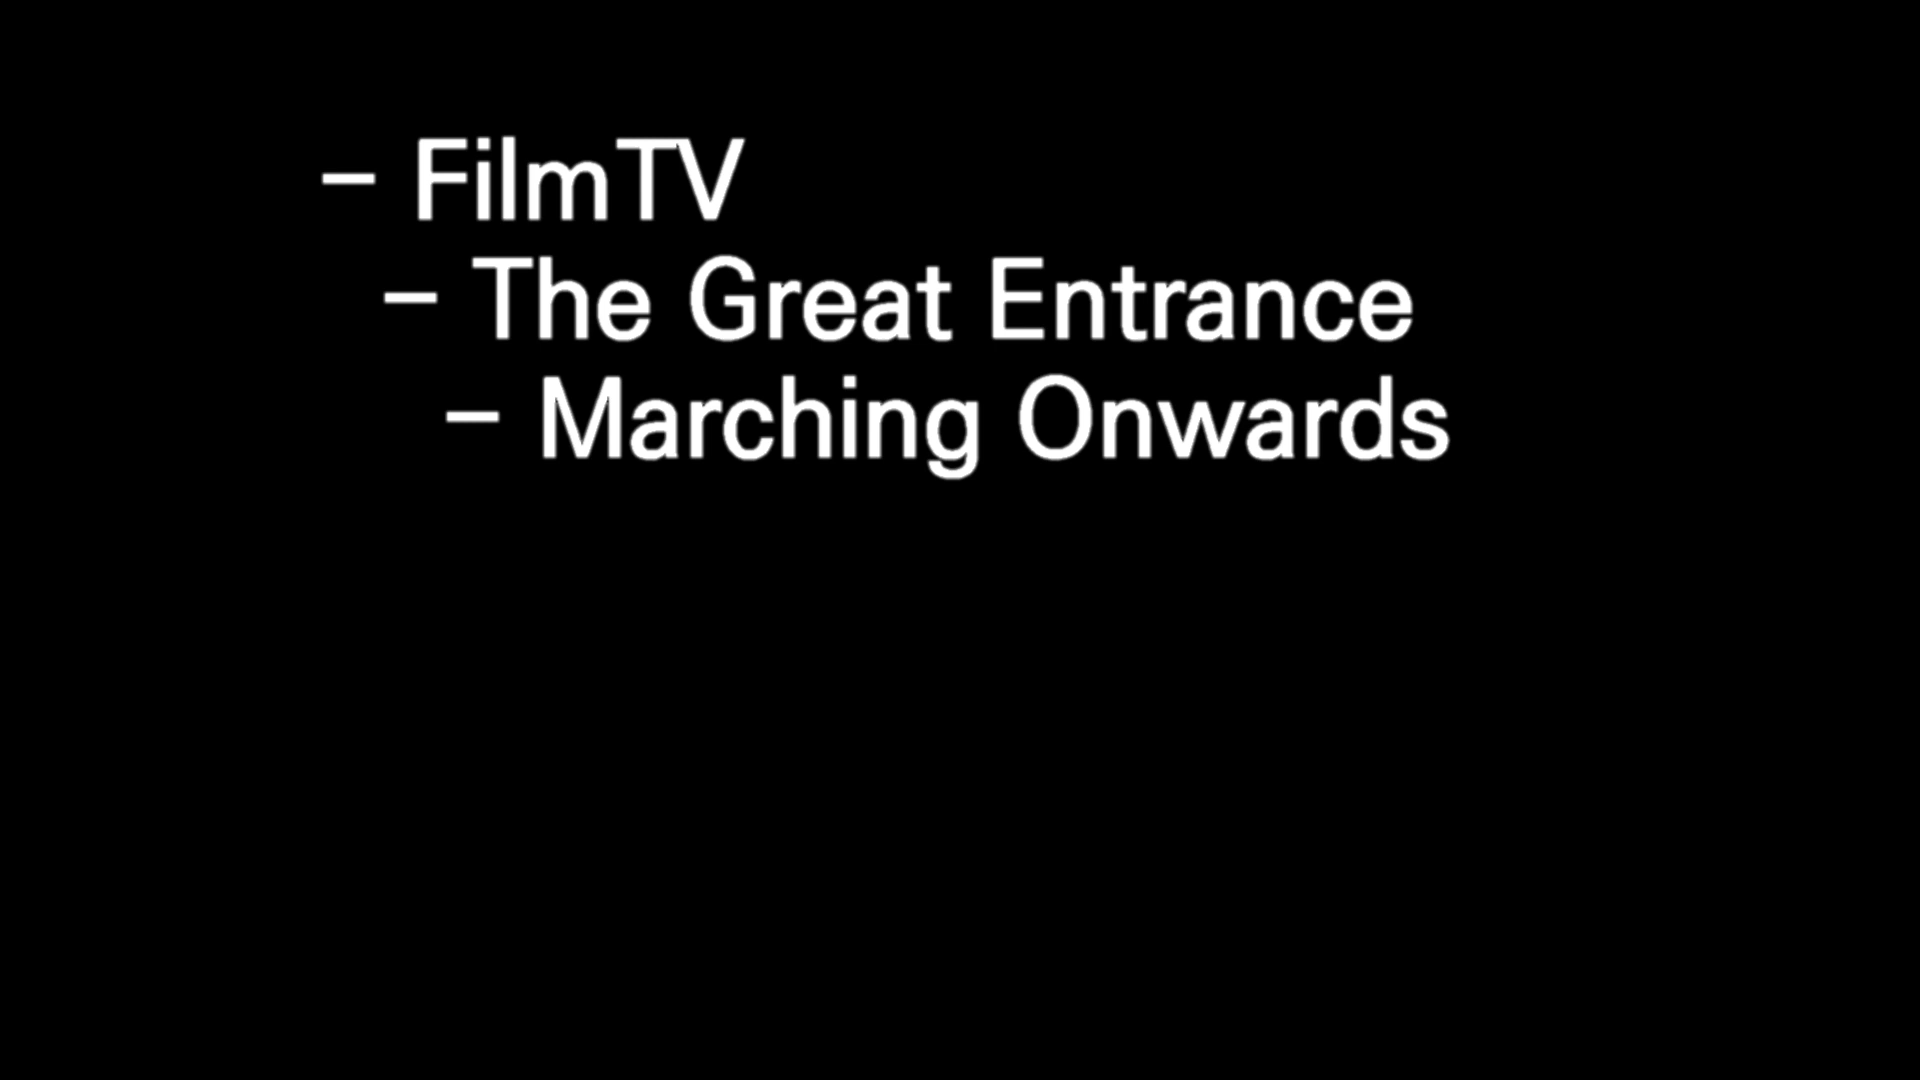 – FilmTV
– The Great Entrance
– Marching Onwards